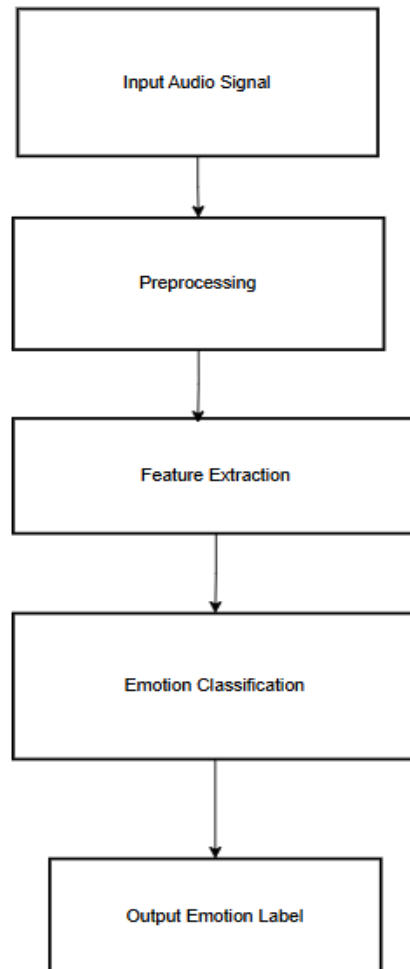 Input Audio Signal
Preprocessing
Feature Extraction
Emotion Classification
Output Emotion Label